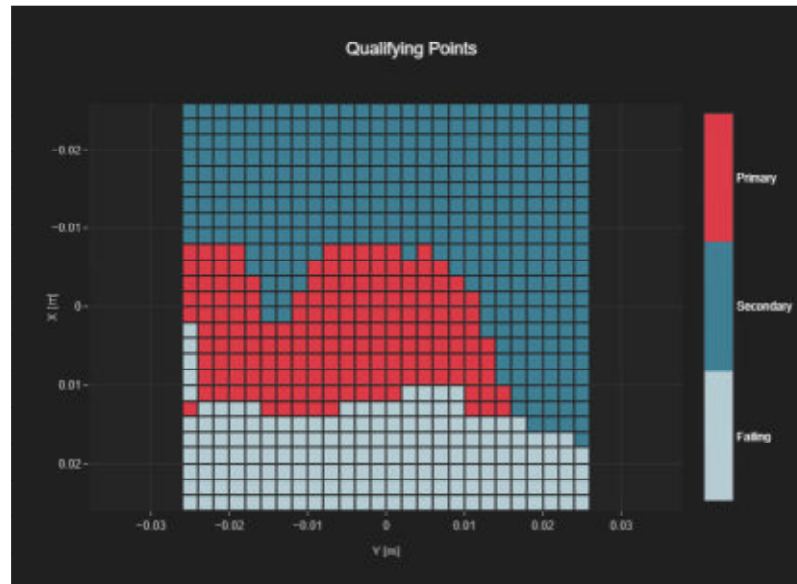 Qualifying Points
−0.02
−0.01
0
0.01
0.02
X [m]
−0.03
−0.02
−0.01
0
0.01
0.02
0.03
Y [m]
Primary
Secondary
Failing